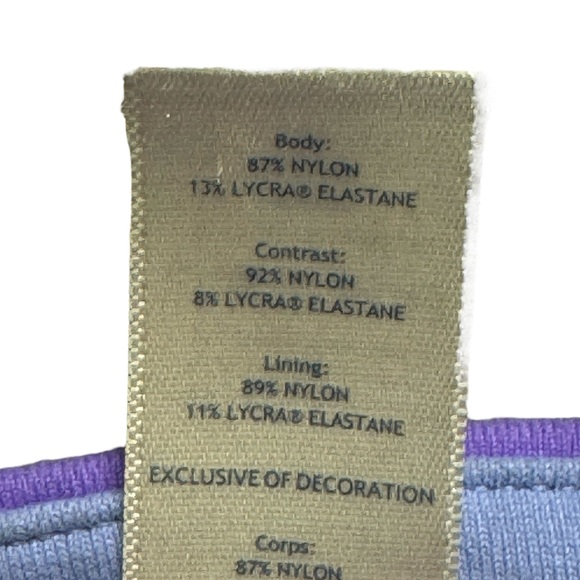 Body:
87% NYLON
13% LYCRA® ELASTANE
Contrast:
92% NYLON
8% LYCRA® ELASTANE
Lining:
89% NYLON
11% LYCRA® ELASTANE
EXCLUSIVE OF DECORATION
Corps:
87% NYLON